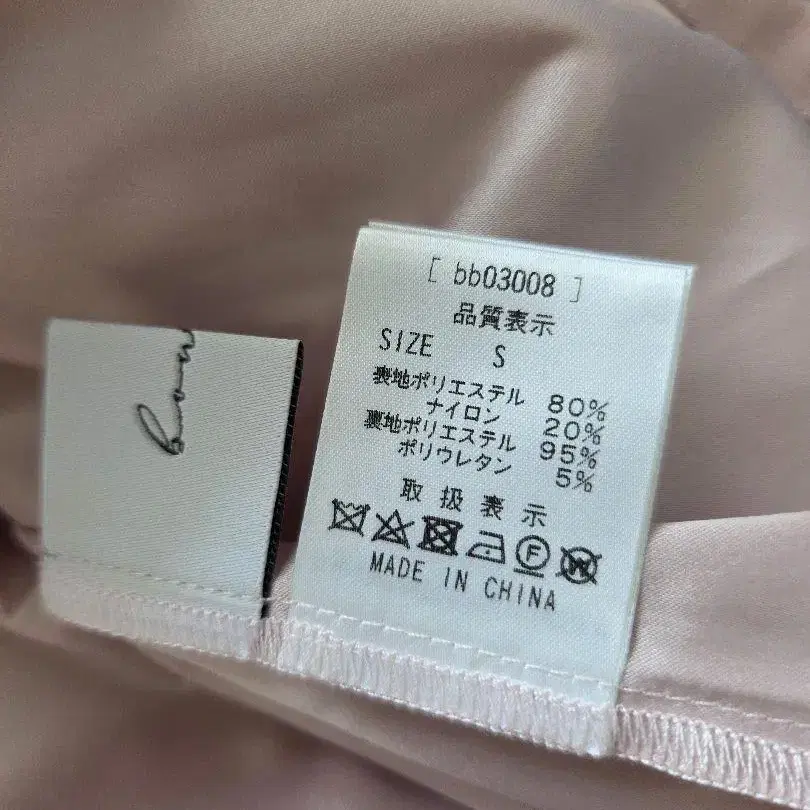 [ bb03008 ]
品質表示
SIZE S
表地ポリエステル 80%
ナイロン 20%
裏地ポリエステル 95%
ポリウレタン 5%
取扱表示
MADE IN CHINA